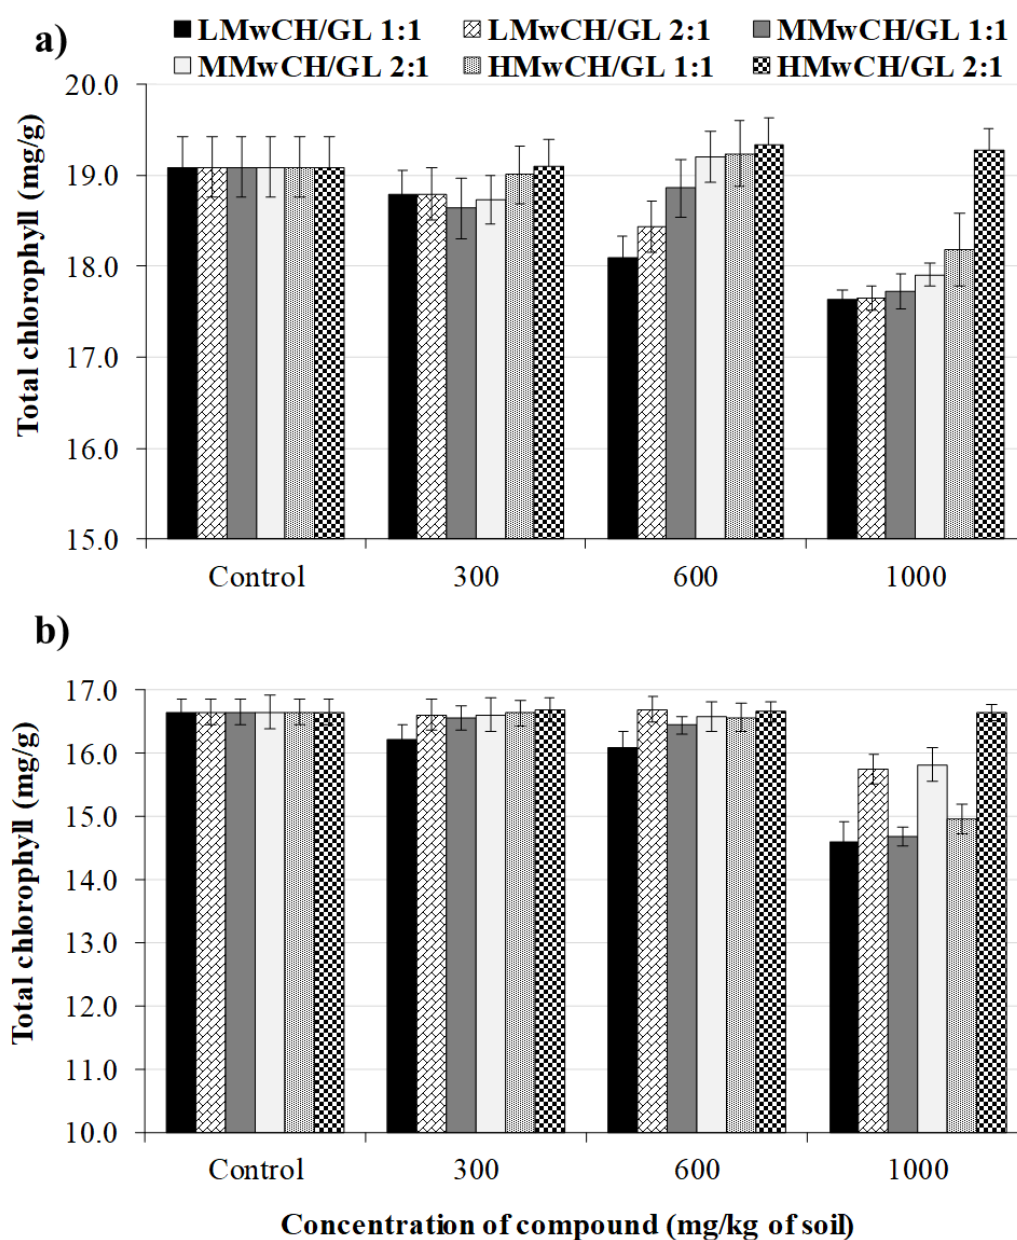 a)
LMwCH/GL 1:1 LMwCH/GL 2:1 MMwCH/GL 1:1
MMwCH/GL 2:1 HMwCH/GL 1:1 HMwCH/GL 2:1
Total chlorophyll (mg/g)
20.0
19.0
18.0
17.0
16.0
15.0
Control 300 600 1000
b)
Total chlorophyll (mg/g)
17.0
16.0
15.0
14.0
13.0
12.0
11.0
10.0
Control 300 600 1000
Concentration of compound (mg/kg of soil)